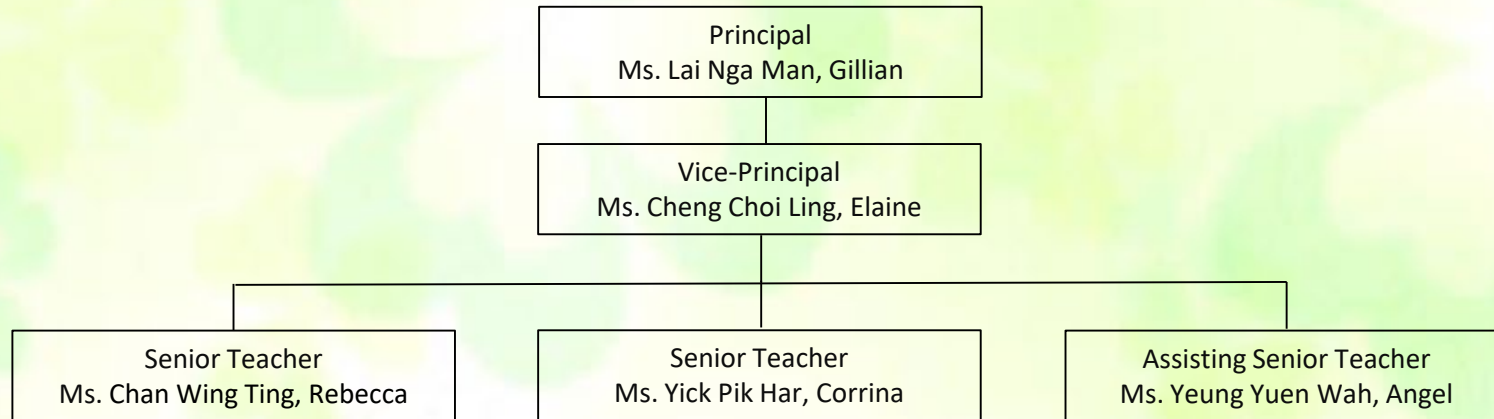 Principal
Ms. Lai Nga Man, Gillian
Vice-Principal
Ms. Cheng Choi Ling, Elaine
Senior Teacher
Ms. Chan Wing Ting, Rebecca
Senior Teacher
Ms. Yick Pik Har, Corrina
Assisting Senior Teacher
Ms. Yeung Yuen Wah, Angel